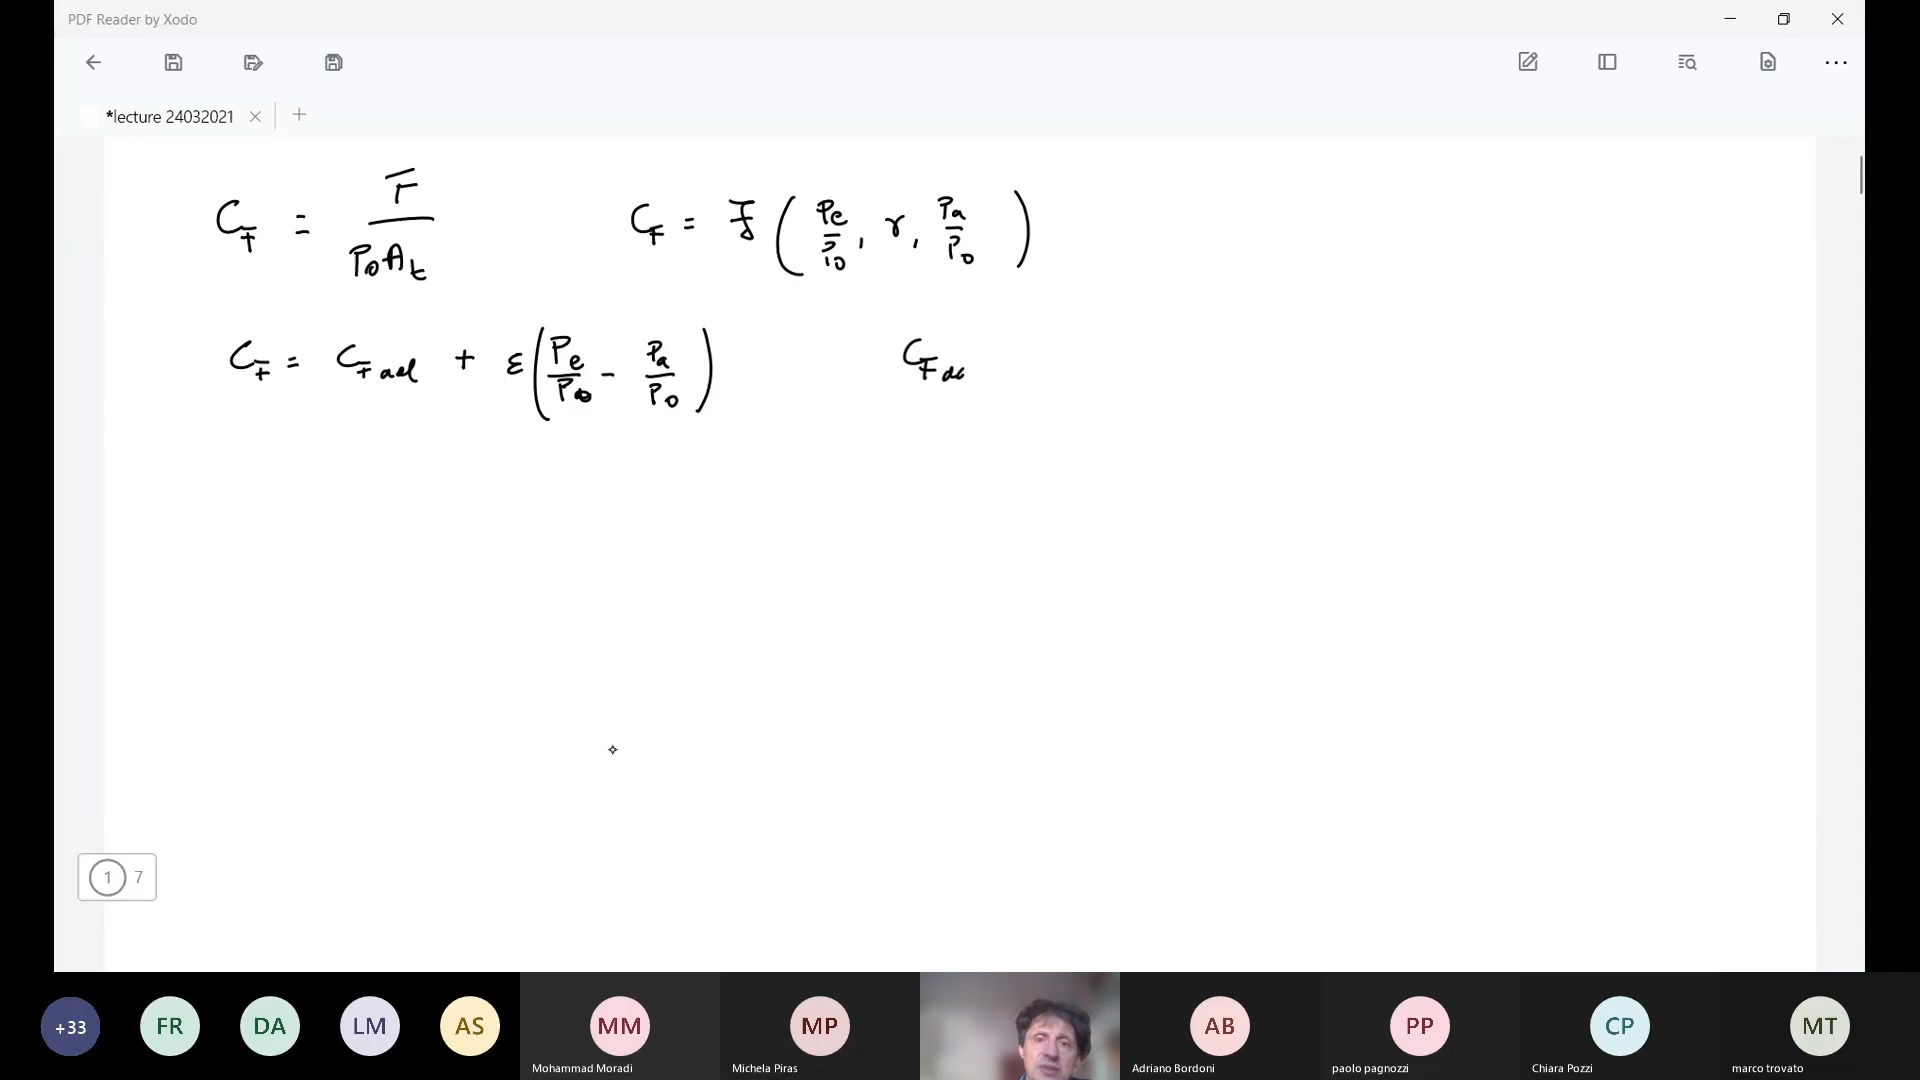 PDF Reader by Xodo
*lecture 24032021
C_F = F / (P_0 A_t)    C_F = F ( P_e/P_0 , γ, P_a/P_0 )
C_F = C_F ad + ε ( P_e/P_0 - P_a/P_0 )    C_F ad
1 7
+33 FR DA LM AS MM MP AB PP CP MT
Mohammad Moradi Michela Piras Adriano Bordoni paolo pagnozzi Chiara Pozzi marco trovato